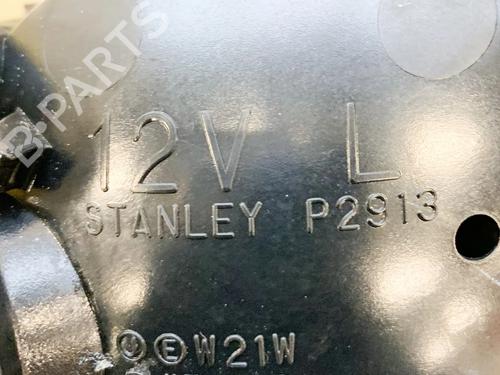 B-PARTS
12V L
STANLEY P2913
U E W21W